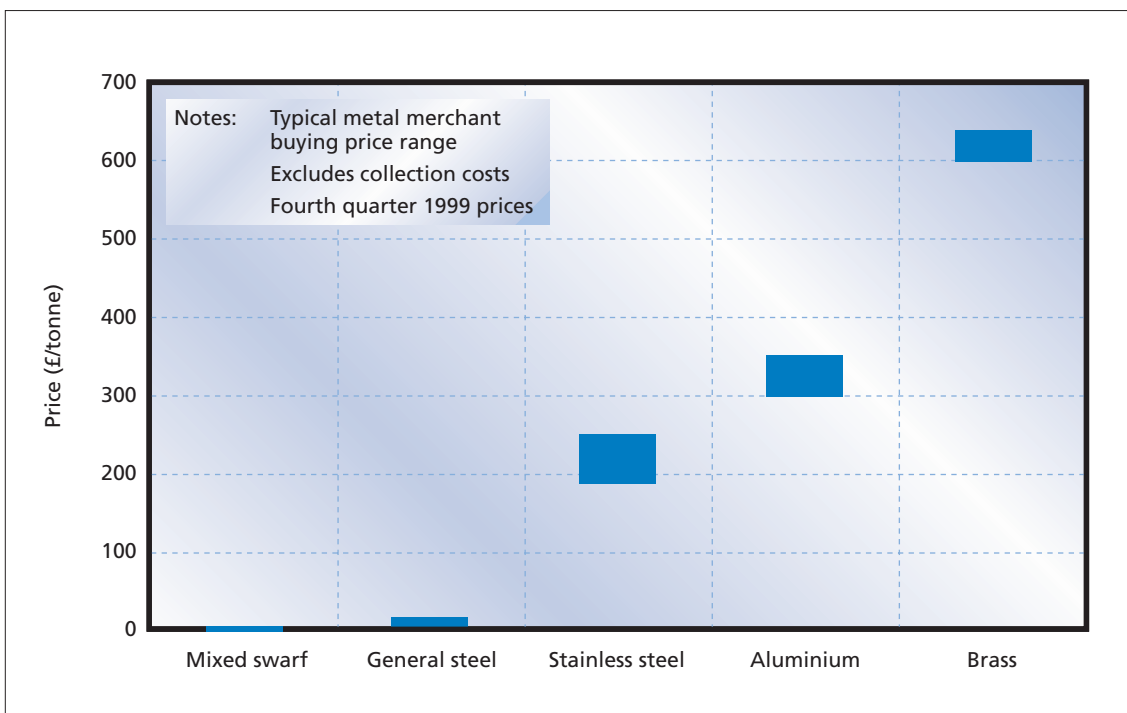 700
600
500
400
300
200
100
0
Price (£/tonne)
Notes: Typical metal merchant
buying price range
Excludes collection costs
Fourth quarter 1999 prices
Mixed swarf General steel Stainless steel Aluminium Brass